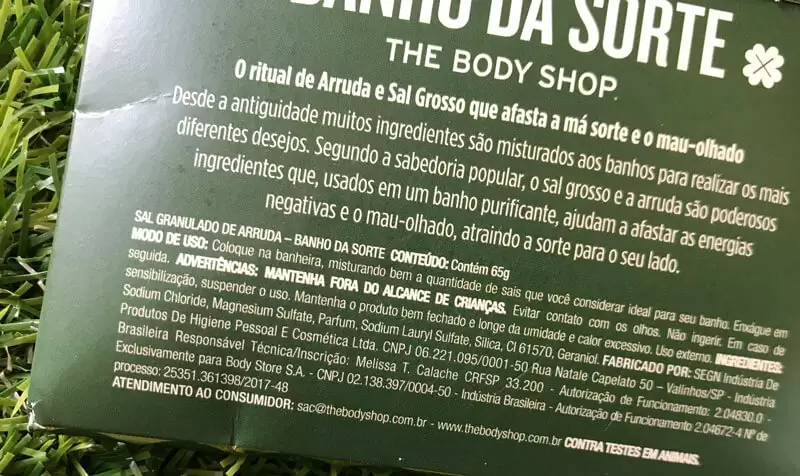 BANHO DA SORTE
THE BODY SHOP.
O ritual de Arruda e Sal Grosso que afasta a má sorte e o mau-olhado
Desde a antiguidade muitos ingredientes são misturados aos banhos para realizar os mais
diferentes desejos. Segundo a sabedoria popular, o sal grosso e a arruda são poderosos
ingredientes que, usados em um banho purificante, ajudam a afastar as energias
negativas e o mau-olhado, atraindo a sorte para o seu lado.
SAL GRANULADO DE ARRUDA – BANHO DA SORTE CONTEÚDO: Contém 65g
MODO DE USO: Coloque na banheira, misturando bem a quantidade de sais que você considerar ideal para seu banho. Enxágue em
seguida. ADVERTÊNCIAS: MANTENHA FORA DO ALCANCE DE CRIANÇAS. Evitar contato com os olhos. Não ingerir. Em caso de
sensibilização, suspender o uso. Mantenha o produto bem fechado e longe da umidade e calor excessivo. Uso externo. INGREDIENTES:
Sodium Chloride, Magnesium Sulfate, Parfum, Sodium Lauryl Sulfate, Silica, CI 61570, Geraniol. FABRICADO POR: SEGN Indústria De
Produtos De Higiene Pessoal E Cosmética Ltda. CNPJ 06.221.095/0001-50 Rua Natale Capelato 50 – Valinhos/SP - Indústria
Brasileira Responsável Técnica/Inscrição: Melissa T. Calache CRFSP 33.200 - Autorização de Funcionamento: 2.04830.0 -
Exclusivamente para Body Store S.A. - CNPJ 02.138.397/0004-50 - Indústria Brasileira - Autorização de Funcionamento 2.04672-4 Nº de
processo: 25351.361398/2017-48
ATENDIMENTO AO CONSUMIDOR: sac@thebodyshop.com.br - www.thebodyshop.com.br CONTRA TESTES EM ANIMAIS.